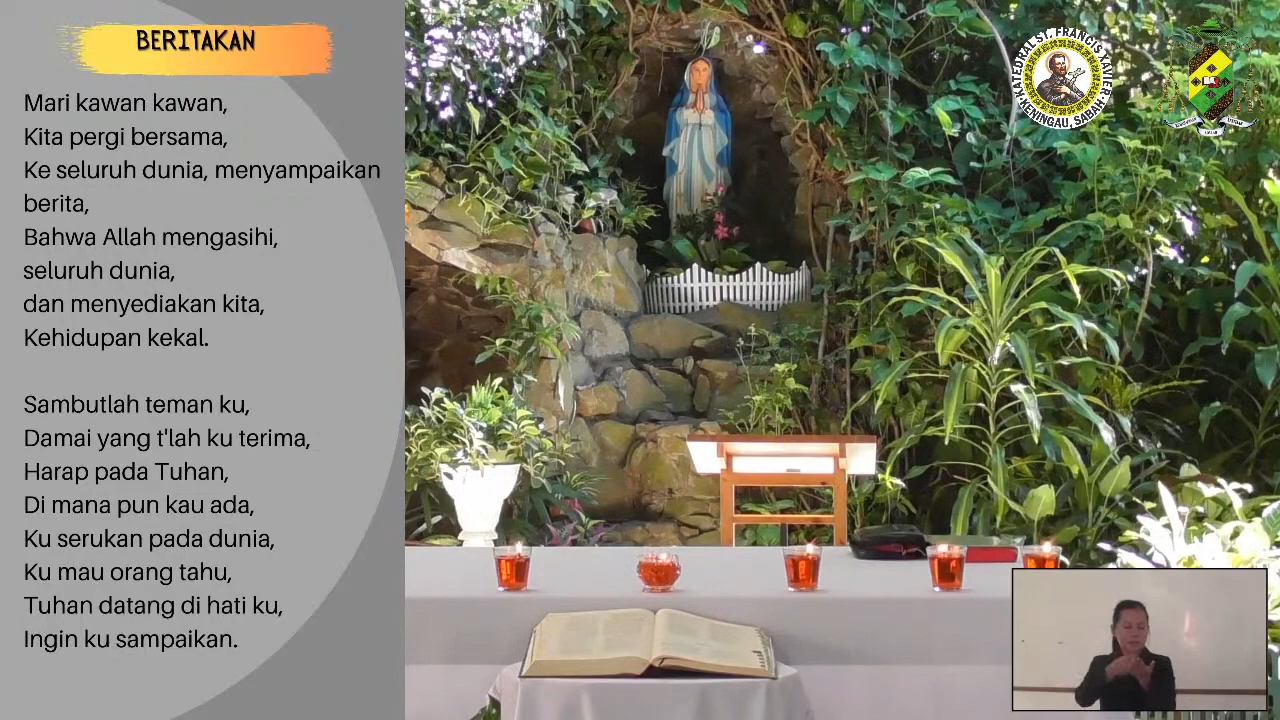 BERITAKAN
Mari kawan kawan,
Kita pergi bersama,
Ke seluruh dunia, menyampaikan
berita,
Bahwa Allah mengasihi,
seluruh dunia,
dan menyediakan kita,
Kehidupan kekal.
Sambutlah teman ku,
Damai yang t'lah ku terima,
Harap pada Tuhan,
Di mana pun kau ada,
Ku serukan pada dunia,
Ku mau orang tahu,
Tuhan datang di hati ku,
Ingin ku sampaikan.
KATEDRAL ST. FRANCIS XAVIER
KENINGAU, SABAH